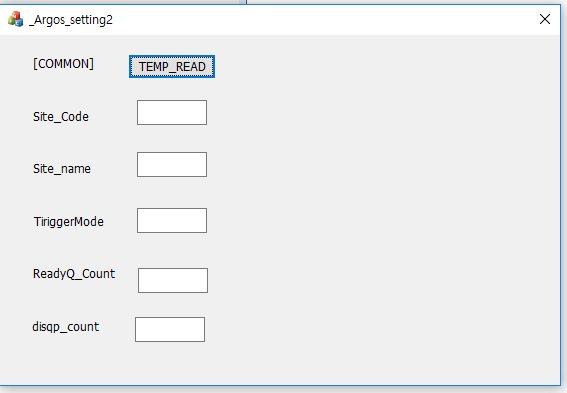 _Argos_setting2
[COMMON] TEMP_READ
Site_Code
Site_name
TiriggerMode
ReadyQ_Count
disqp_count